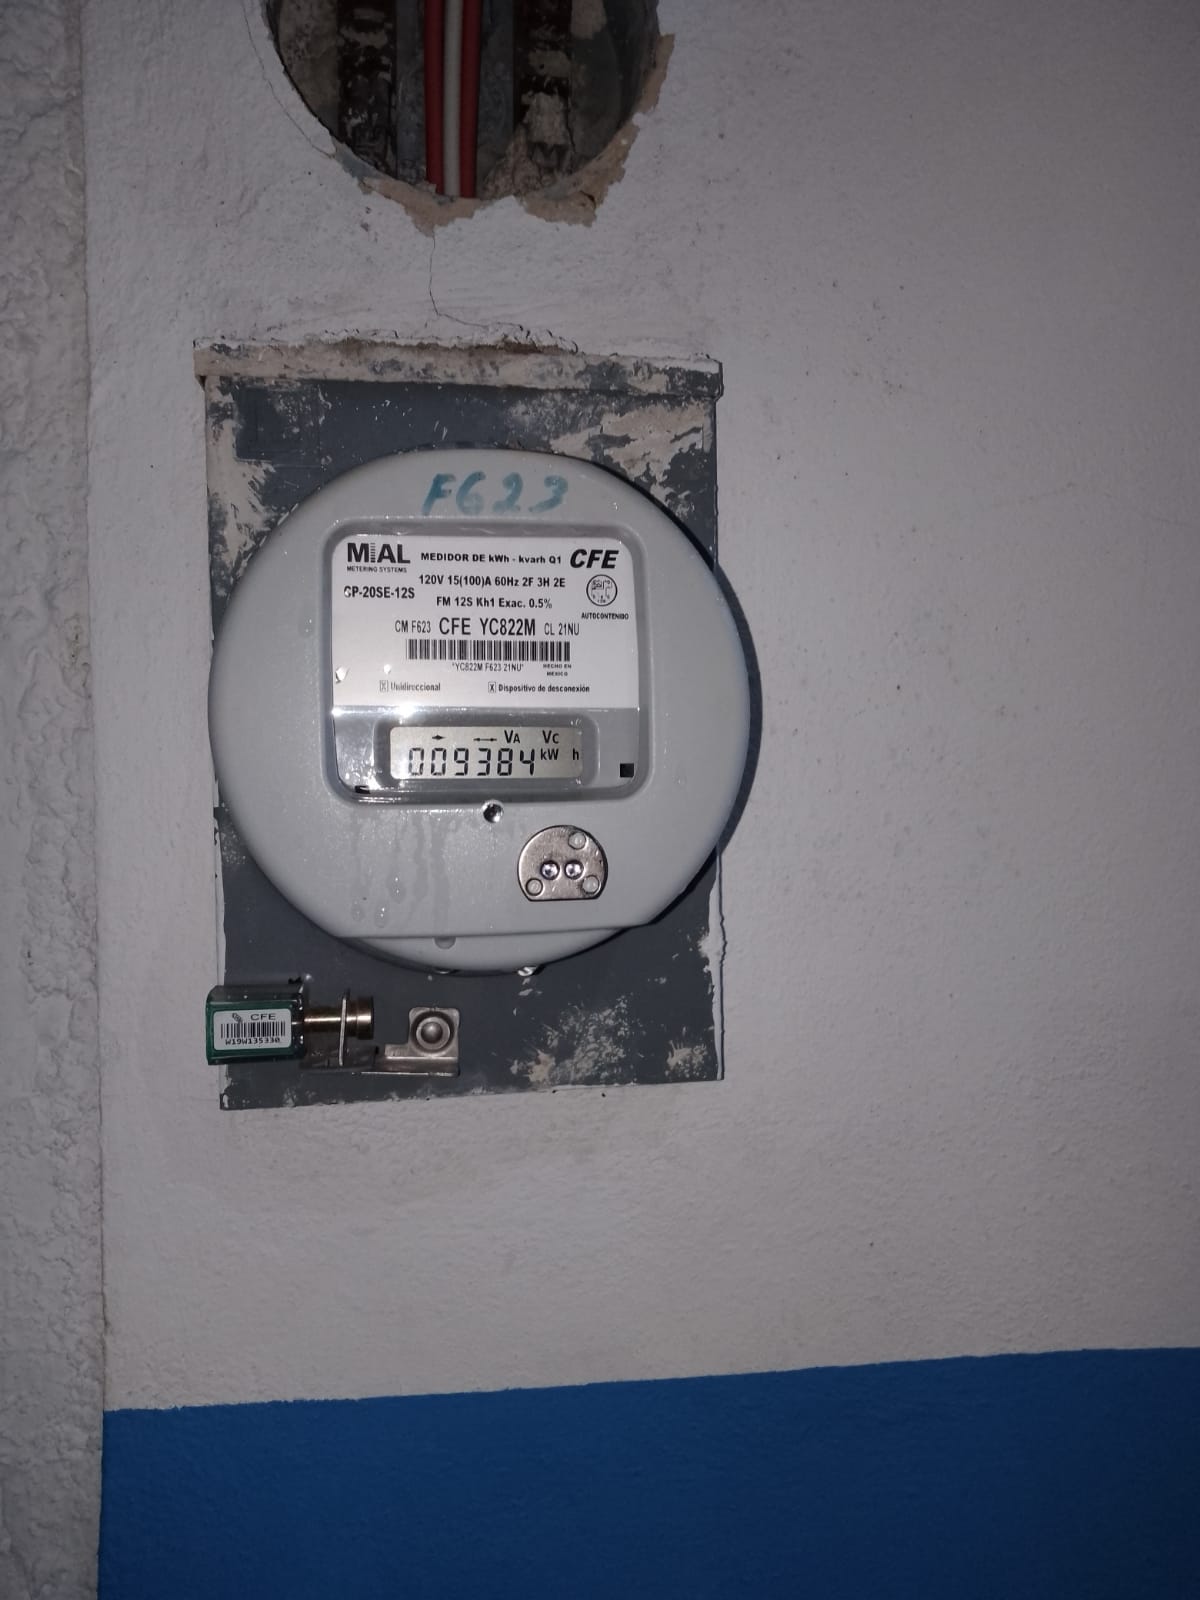 F623
MIAL
METERING SYSTEMS
MEDIDOR DE kWh - kvarh Q1
CFE
120V 15(100)A 60Hz 2F 3H 2E
SP-20SE-12S
FM 12S Kh1 Exac. 0.5%
AUTOCONTENIDO
CM F623 CFE YC822M CL 21NU
"YC822M F623 21NU"
HECHO EN
MEXICO
X Unidireccional
X Dispositivo de desconexión
VA VC
009384 kW h
CFE
W19W135330